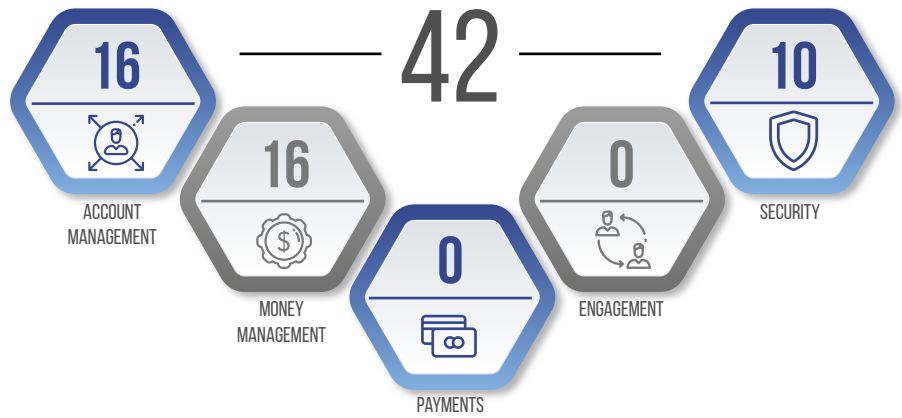 42
16
ACCOUNT
MANAGEMENT
16
$
MONEY
MANAGEMENT
0
PAYMENTS
0
ENGAGEMENT
10
SECURITY